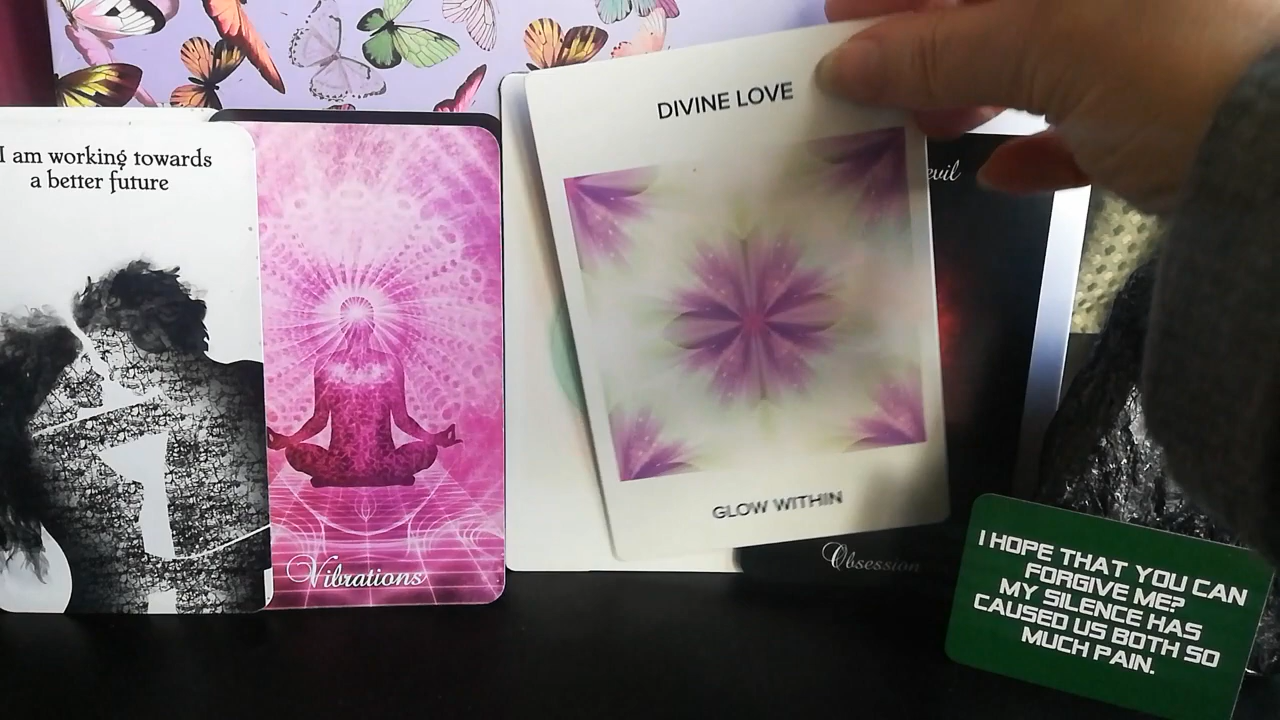 I am working towards
a better future
Vibrations
DIVINE LOVE
GLOW WITHIN
Obsession
I HOPE THAT YOU CAN
FORGIVE ME?
MY SILENCE HAS
CAUSED US BOTH SO
MUCH PAIN.